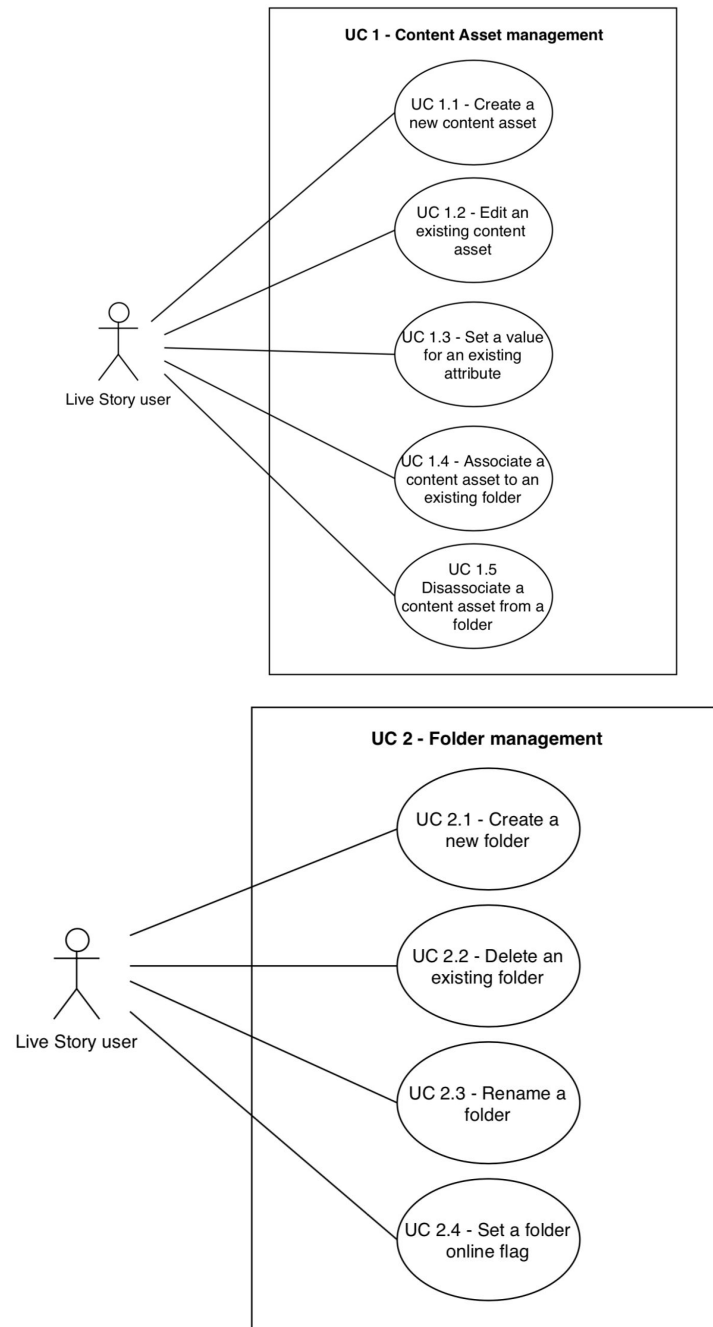 UC 1 - Content Asset management
UC 1.1 - Create a
new content asset
UC 1.2 - Edit an
existing content
asset
UC 1.3 - Set a value
for an existing
attribute
Live Story user
UC 1.4 - Associate a
content asset to an
existing folder
UC 1.5
Disassociate a
content asset from a
folder
UC 2 - Folder management
UC 2.1 - Create a
new folder
UC 2.2 - Delete an
existing folder
Live Story user
UC 2.3 - Rename a
folder
UC 2.4 - Set a folder
online flag